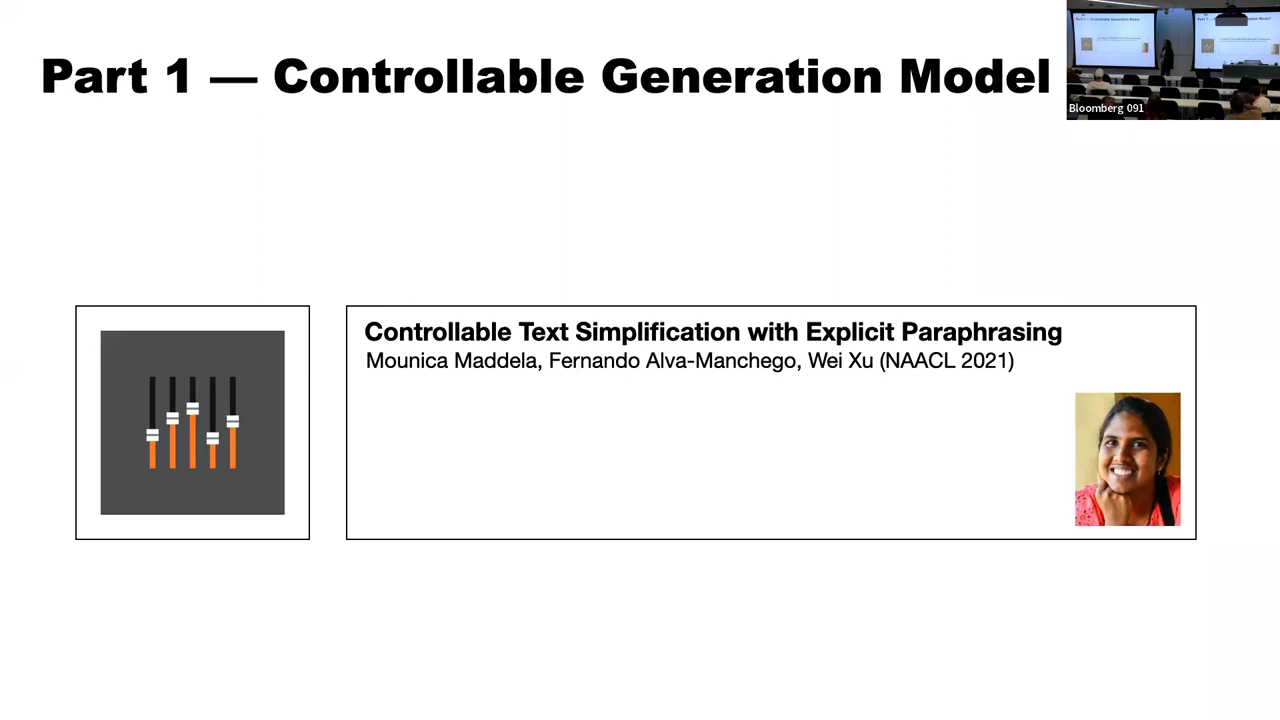 Part 1 — Controllable Generation Model
Bloomberg 091
Controllable Text Simplification with Explicit Paraphrasing
Mounica Maddela, Fernando Alva-Manchego, Wei Xu (NAACL 2021)